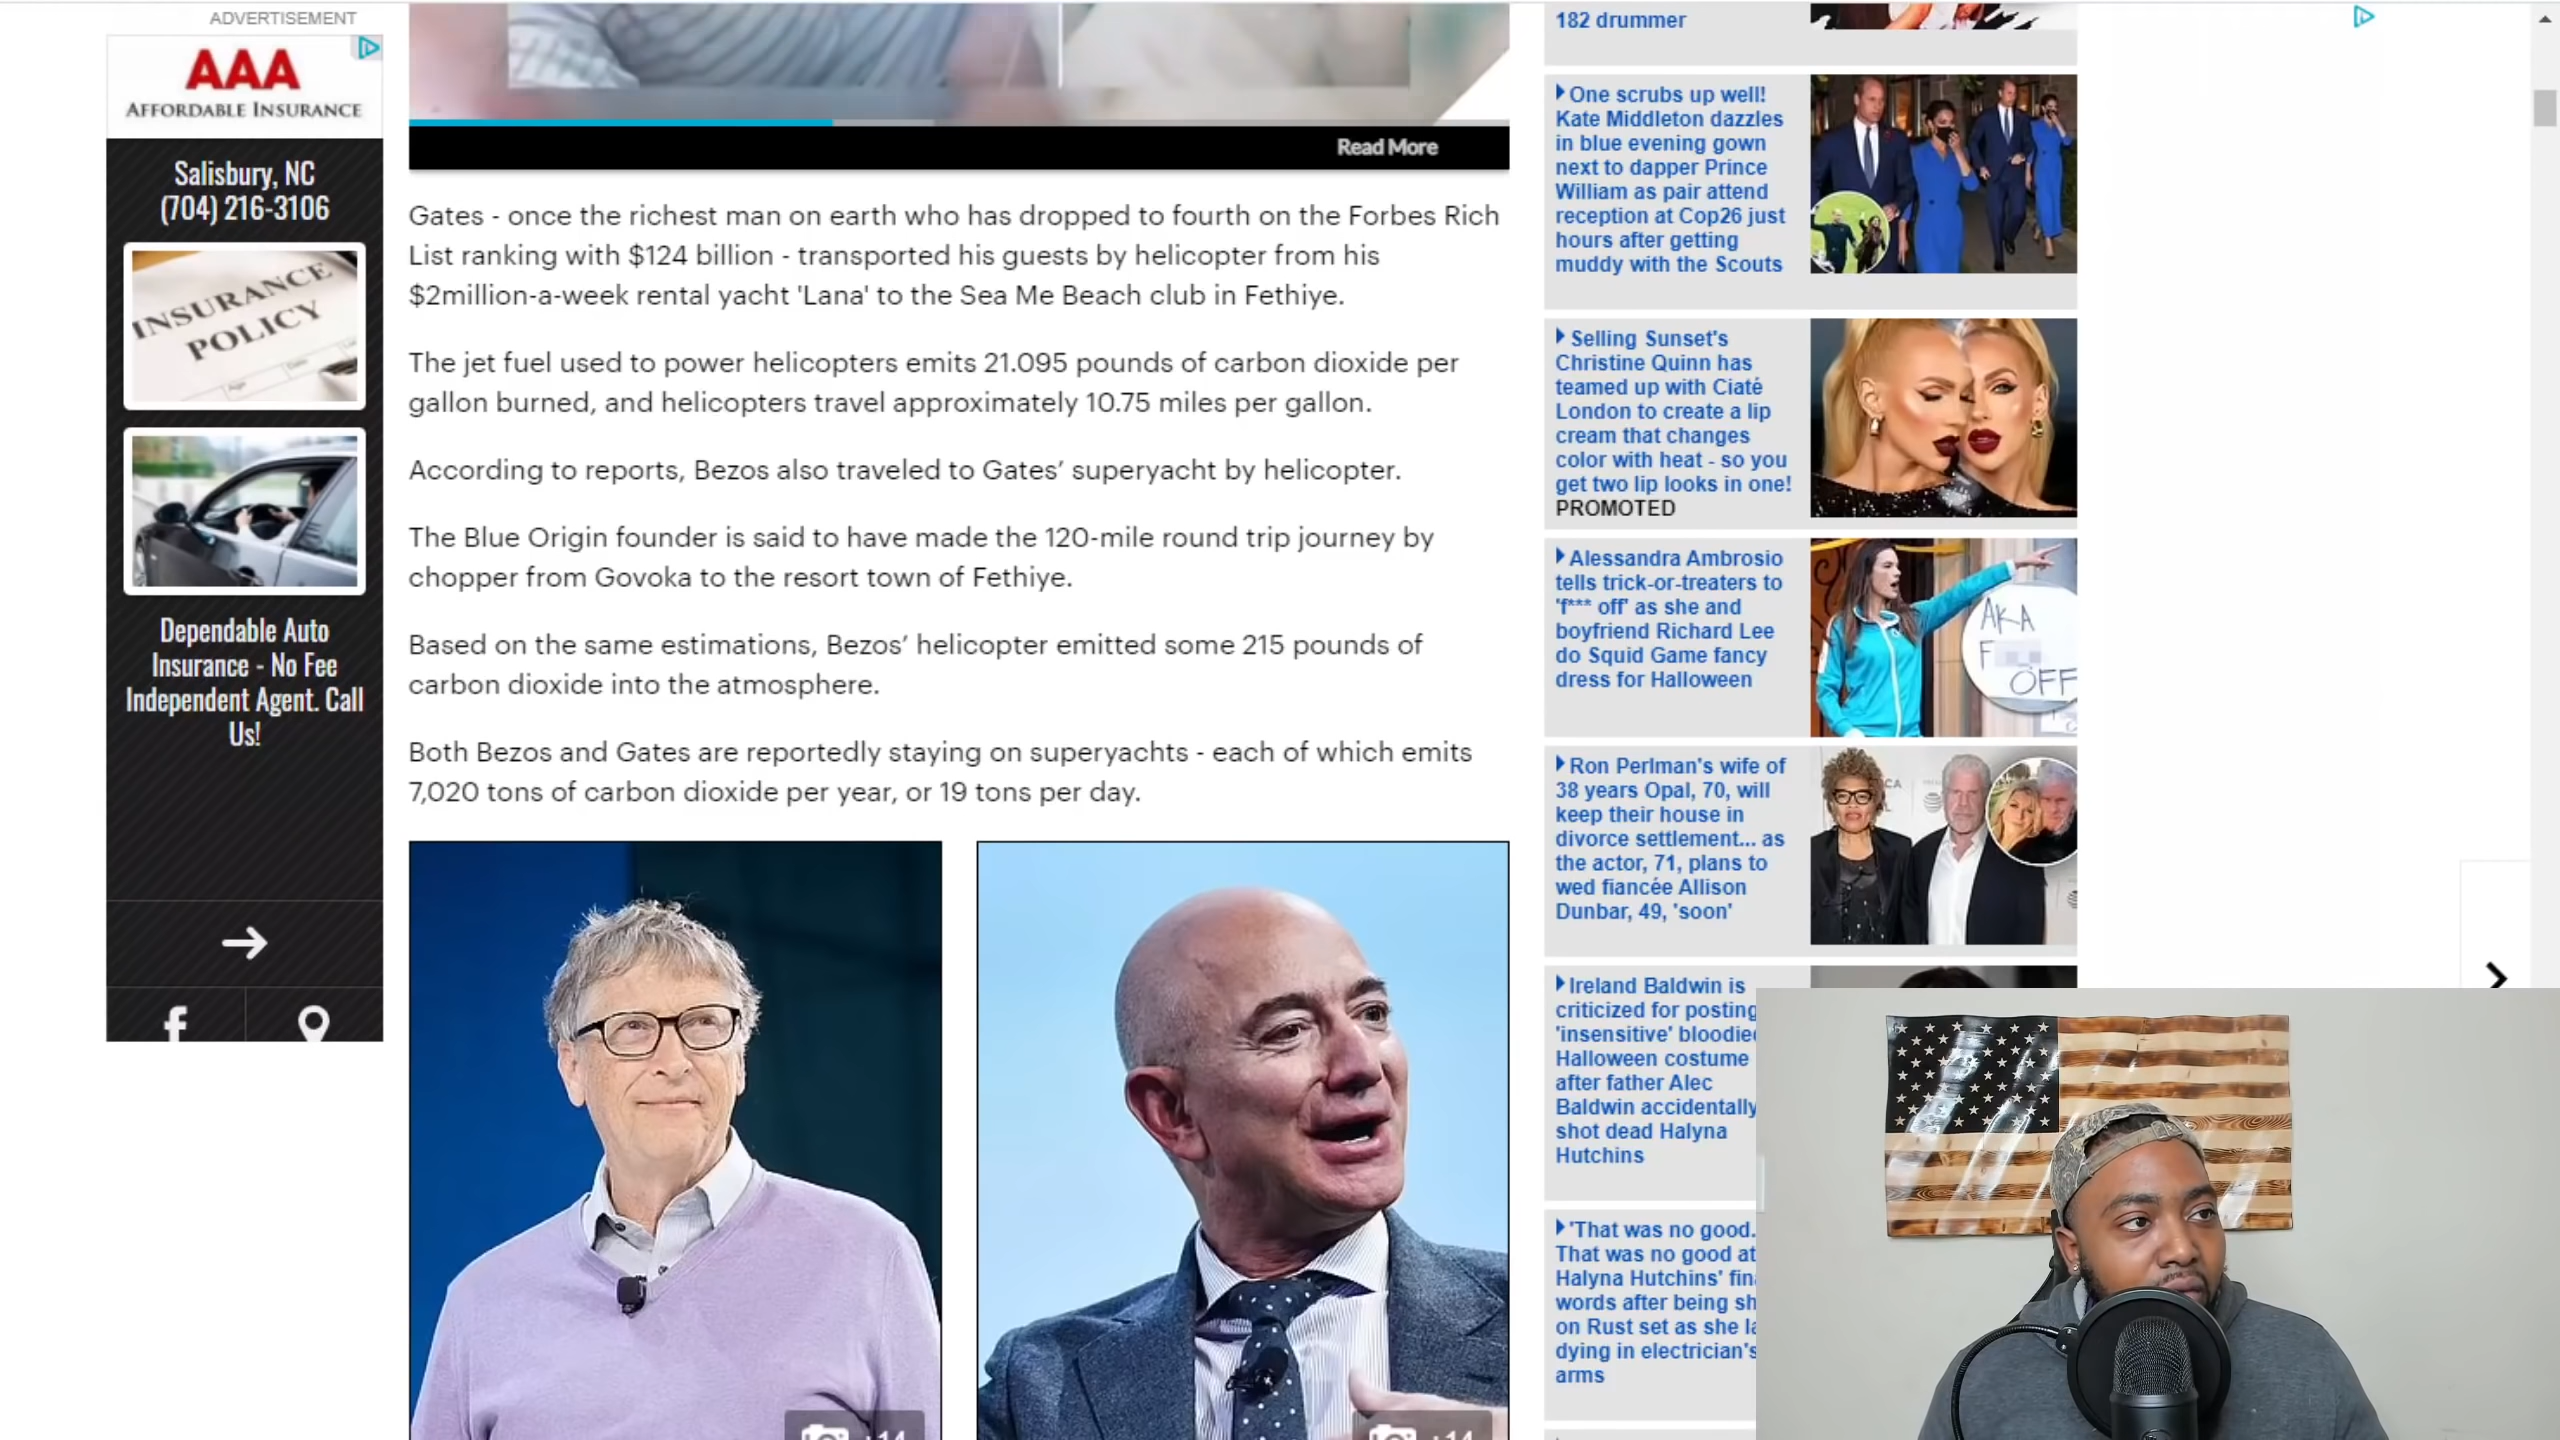 ADVERTISEMENT
AAA
AFFORDABLE INSURANCE
Salisbury, NC
(704) 216-3106
INSURANCE
POLICY
Dependable Auto
Insurance - No Fee
Independent Agent. Call
Us!
Read More
Gates - once the richest man on earth who has dropped to fourth on the Forbes Rich
List ranking with $124 billion - transported his guests by helicopter from his
$2million-a-week rental yacht 'Lana' to the Sea Me Beach club in Fethiye.
The jet fuel used to power helicopters emits 21.095 pounds of carbon dioxide per
gallon burned, and helicopters travel approximately 10.75 miles per gallon.
According to reports, Bezos also traveled to Gates’ superyacht by helicopter.
The Blue Origin founder is said to have made the 120-mile round trip journey by
chopper from Govoka to the resort town of Fethiye.
Based on the same estimations, Bezos’ helicopter emitted some 215 pounds of
carbon dioxide into the atmosphere.
Both Bezos and Gates are reportedly staying on superyachts - each of which emits
7,020 tons of carbon dioxide per year, or 19 tons per day.
+14
+14
182 drummer
One scrubs up well!
Kate Middleton dazzles
in blue evening gown
next to dapper Prince
William as pair attend
reception at Cop26 just
hours after getting
muddy with the Scouts
Selling Sunset's
Christine Quinn has
teamed up with Ciaté
London to create a lip
cream that changes
color with heat - so you
get two lip looks in one!
PROMOTED
Alessandra Ambrosio
tells trick-or-treaters to
'f*** off' as she and
boyfriend Richard Lee
do Squid Game fancy
dress for Halloween
AKA
F
OFF
Ron Perlman's wife of
38 years Opal, 70, will
keep their house in
divorce settlement... as
the actor, 71, plans to
wed fiancée Allison
Dunbar, 49, 'soon'
Ireland Baldwin is
criticized for posting
'insensitive' bloodied
Halloween costume
after father Alec
Baldwin accidentally
shot dead Halyna
Hutchins
'That was no good.
That was no good at
Halyna Hutchins' fin
words after being sh
on Rust set as she la
dying in electrician's
arms